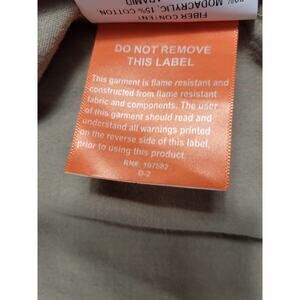 FIBER CONTENT
MODACRYLIC, 15% COTTON,
DO NOT REMOVE
THIS LABEL
This garment is flame resistant and
constructed from flame resistant
fabric and components. The user
of this garment should read and
understand all warnings printed
on the reverse side of this label,
prior to using this product.
RN#: 107582
D-2